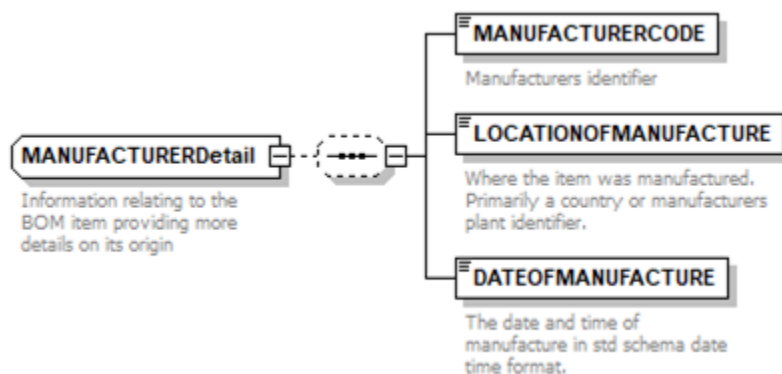 MANUFACTURERCODE
Manufacturers identifier
MANUFACTURERDetail
Information relating to the
BOM item providing more
details on its origin
LOCATIONOFMANUFACTURE
Where the item was manufactured.
Primarily a country or manufacturers
plant identifier.
DATEOFMANUFACTURE
The date and time of
manufacture in std schema date
time format.